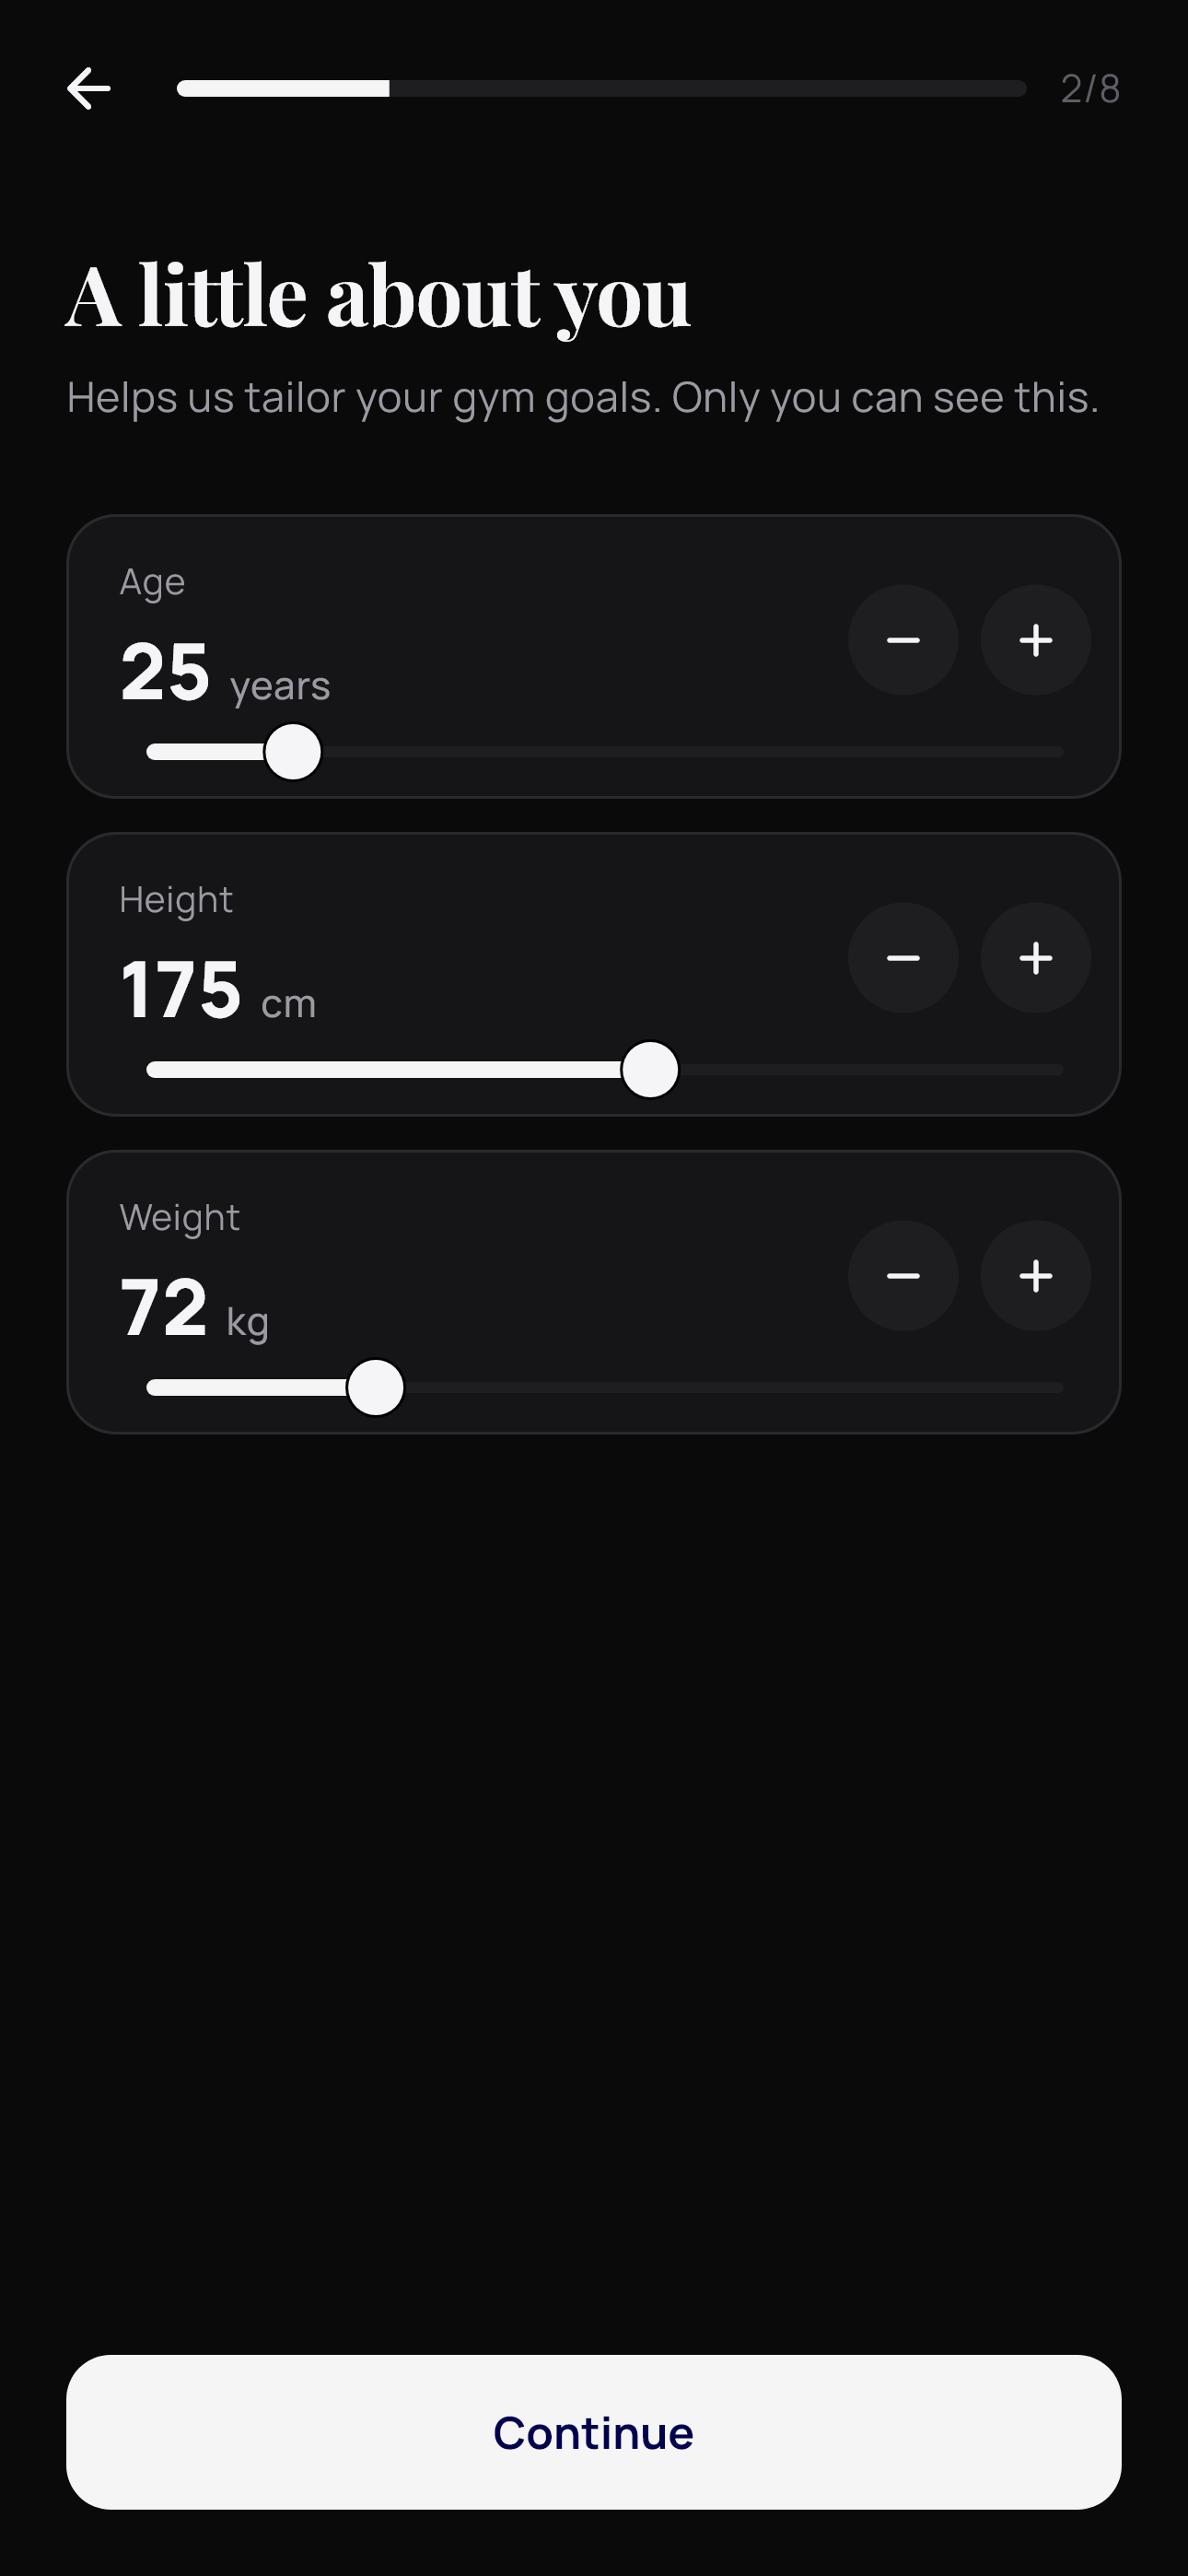 2/8
A little about you
Helps us tailor your gym goals. Only you can see this.
Age
25 years
Height
175 cm
Weight
72 kg
Continue